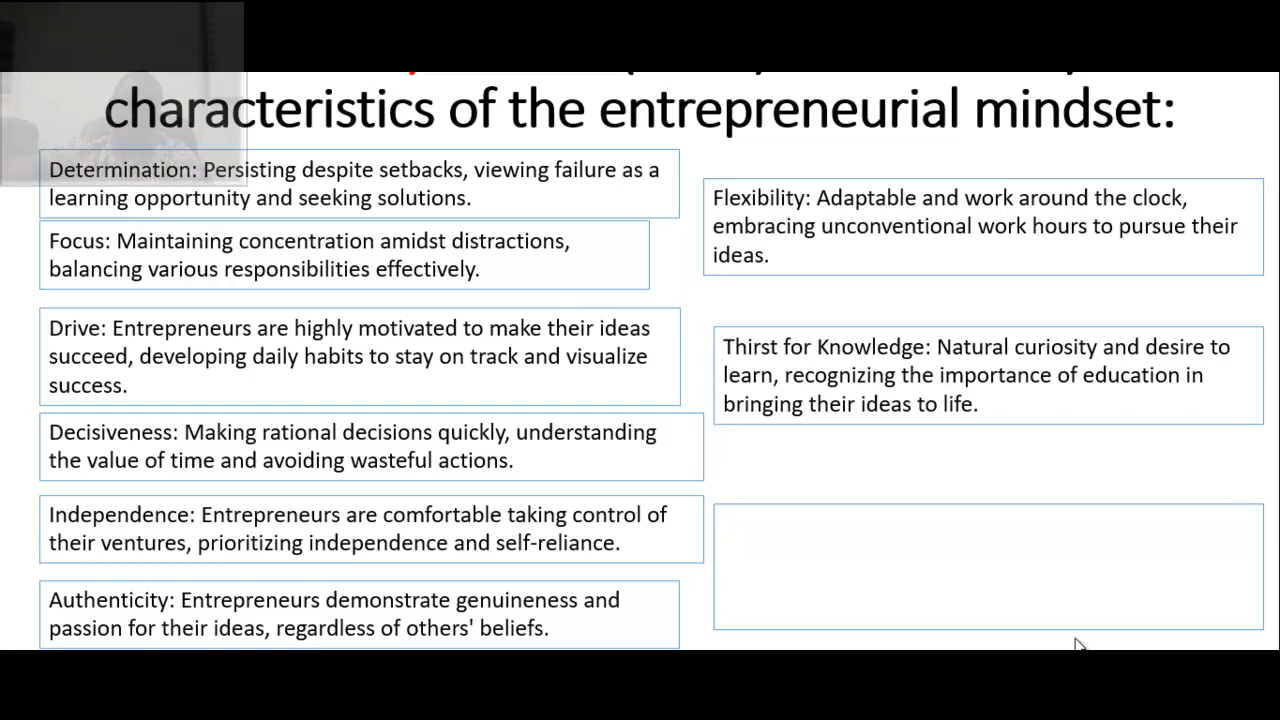 characteristics of the entrepreneurial mindset:
Determination: Persisting despite setbacks, viewing failure as a
learning opportunity and seeking solutions.
Focus: Maintaining concentration amidst distractions,
balancing various responsibilities effectively.
Drive: Entrepreneurs are highly motivated to make their ideas
succeed, developing daily habits to stay on track and visualize
success.
Decisiveness: Making rational decisions quickly, understanding
the value of time and avoiding wasteful actions.
Independence: Entrepreneurs are comfortable taking control of
their ventures, prioritizing independence and self-reliance.
Authenticity: Entrepreneurs demonstrate genuineness and
passion for their ideas, regardless of others' beliefs.
Flexibility: Adaptable and work around the clock,
embracing unconventional work hours to pursue their
ideas.
Thirst for Knowledge: Natural curiosity and desire to
learn, recognizing the importance of education in
bringing their ideas to life.